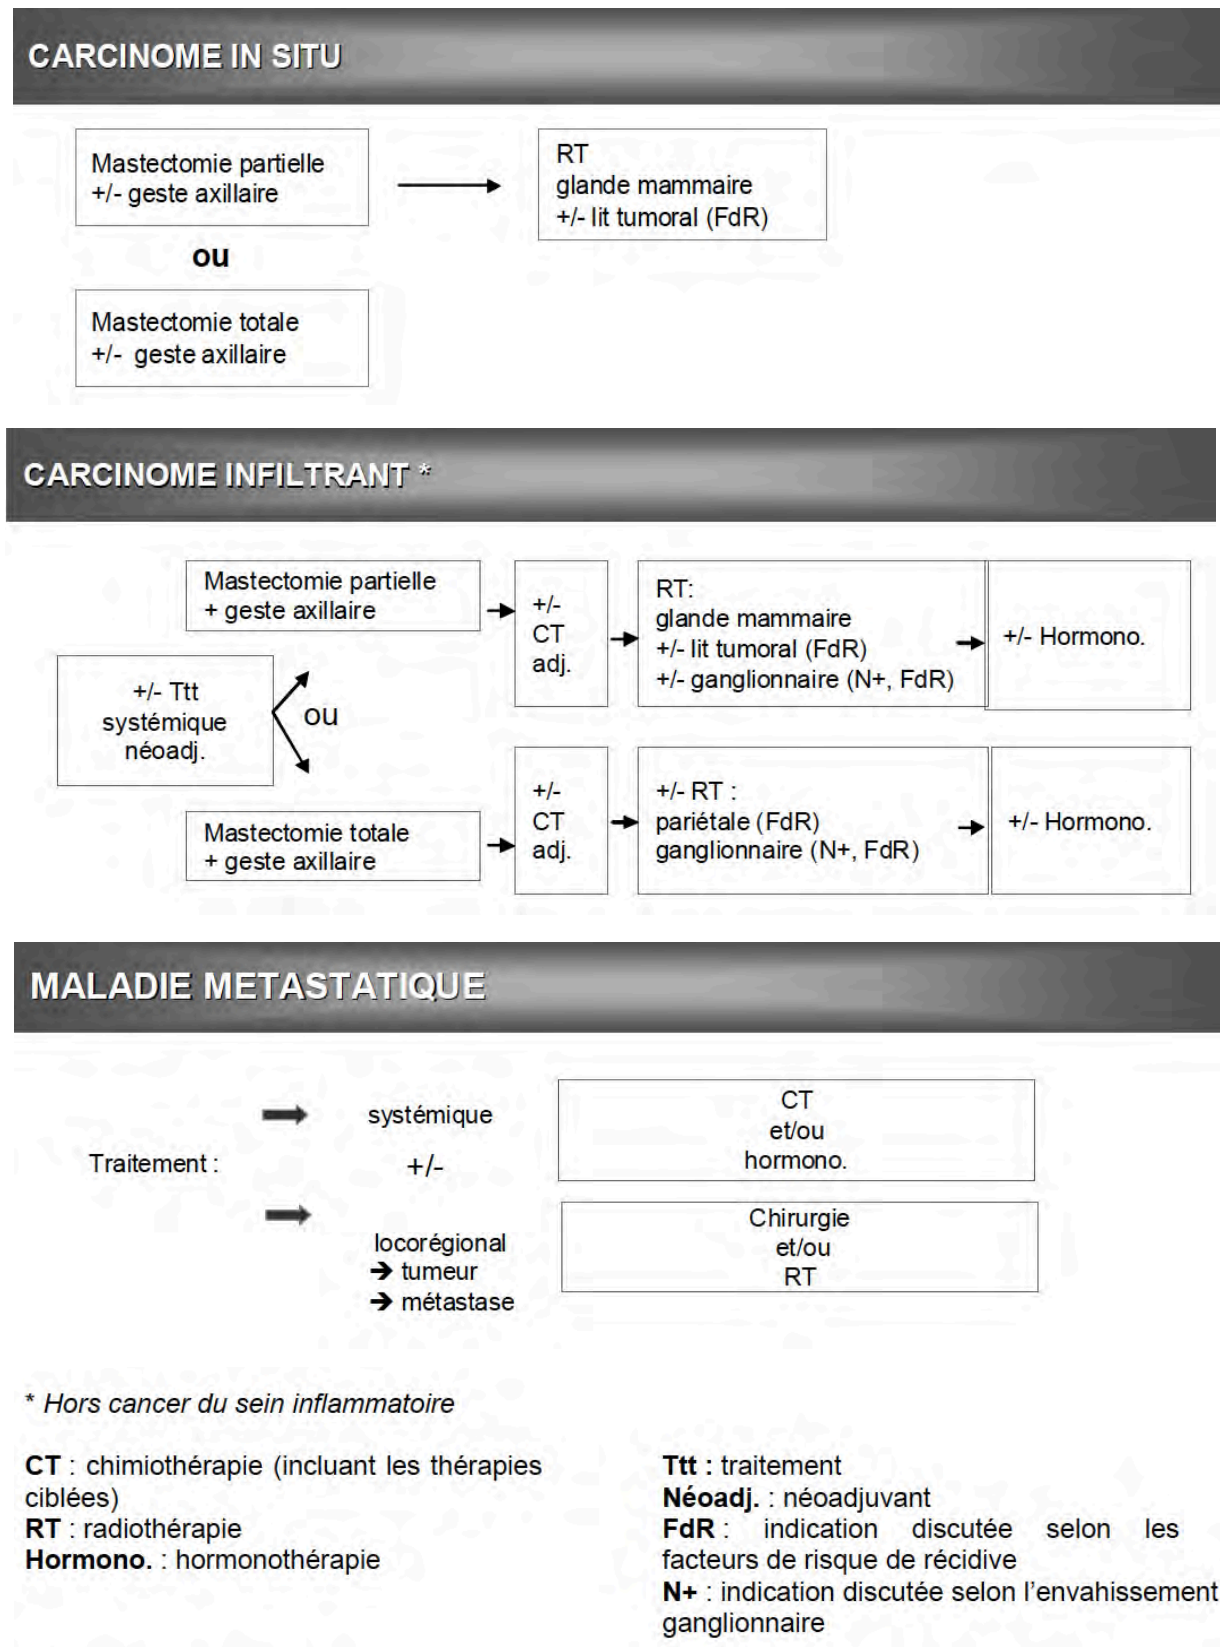 CARCINOME IN SITU
Mastectomie partielle
+/- geste axillaire
RT
glande mammaire
+/- lit tumoral (FdR)
ou
Mastectomie totale
+/- geste axillaire
CARCINOME INFILTRANT *
Mastectomie partielle
+ geste axillaire
+/-
CT
adj.
RT:
glande mammaire
+/- lit tumoral (FdR)
+/- ganglionnaire (N+, FdR)
+/- Hormono.
+/- Ttt
systémique
néoadj.
ou
Mastectomie totale
+ geste axillaire
+/-
CT
adj.
+/- RT :
pariétale (FdR)
ganglionnaire (N+, FdR)
+/- Hormono.
MALADIE METASTATIQUE
Traitement :
systémique
+/-
locorégional
➔ tumeur
➔ métastase
CT
et/ou
hormono.
Chirurgie
et/ou
RT
* Hors cancer du sein inflammatoire
CT : chimiothérapie (incluant les thérapies
ciblées)
RT : radiothérapie
Hormono. : hormonothérapie
Ttt : traitement
Néoadj. : néoadjuvant
FdR : indication discutée selon les
facteurs de risque de récidive
N+ : indication discutée selon l'envahissement
ganglionnaire